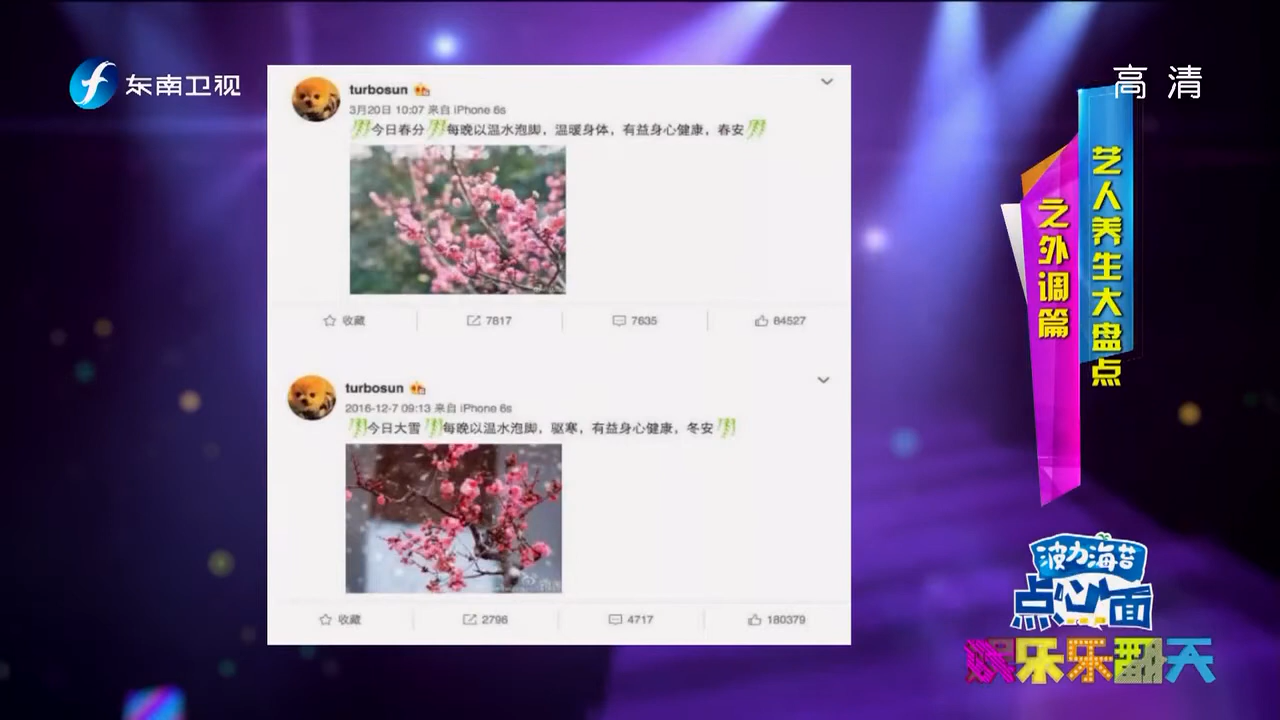 东南卫视
高 清
turbosun
3月20日 10:07 来自 iPhone 6s
今日春分 每晚以温水泡脚，温暖身体，有益身心健康，春安
收藏
7817
7635
84527
turbosun
2016-12-7 09:13 来自 iPhone 6s
今日大雪 每晚以温水泡脚，驱寒，有益身心健康，冬安
收藏
2796
4717
180379
艺人养生大盘点
之外调篇
波力海苔
点心面
娱乐乐翻天